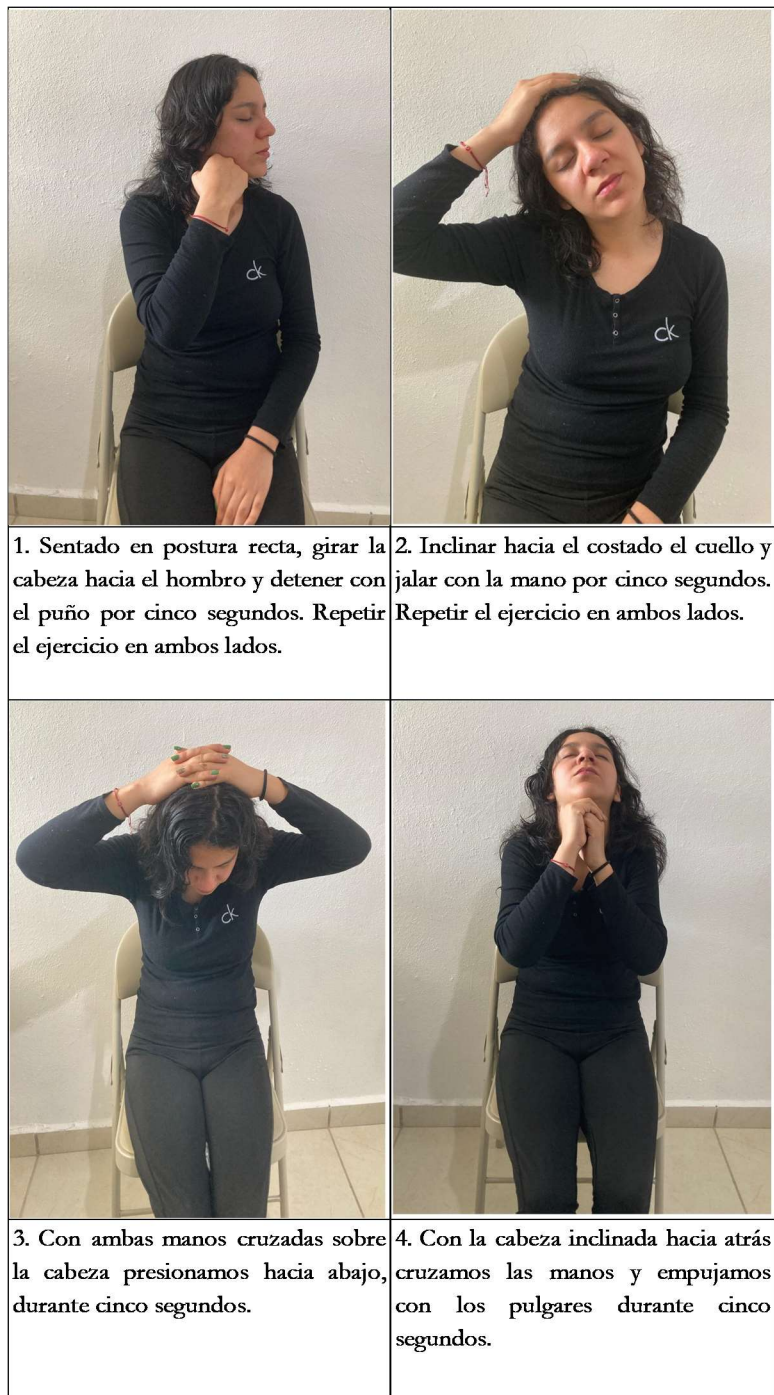 ck
ck
1. Sentado en postura recta, girar la
cabeza hacia el hombro y detener con
el puño por cinco segundos. Repetir
el ejercicio en ambos lados.
2. Inclinar hacia el costado el cuello y
jalar con la mano por cinco segundos.
Repetir el ejercicio en ambos lados.
ck
3. Con ambas manos cruzadas sobre
la cabeza presionamos hacia abajo,
durante cinco segundos.
4. Con la cabeza inclinada hacia atrás
cruzamos las manos y empujamos
con los pulgares durante cinco
segundos.